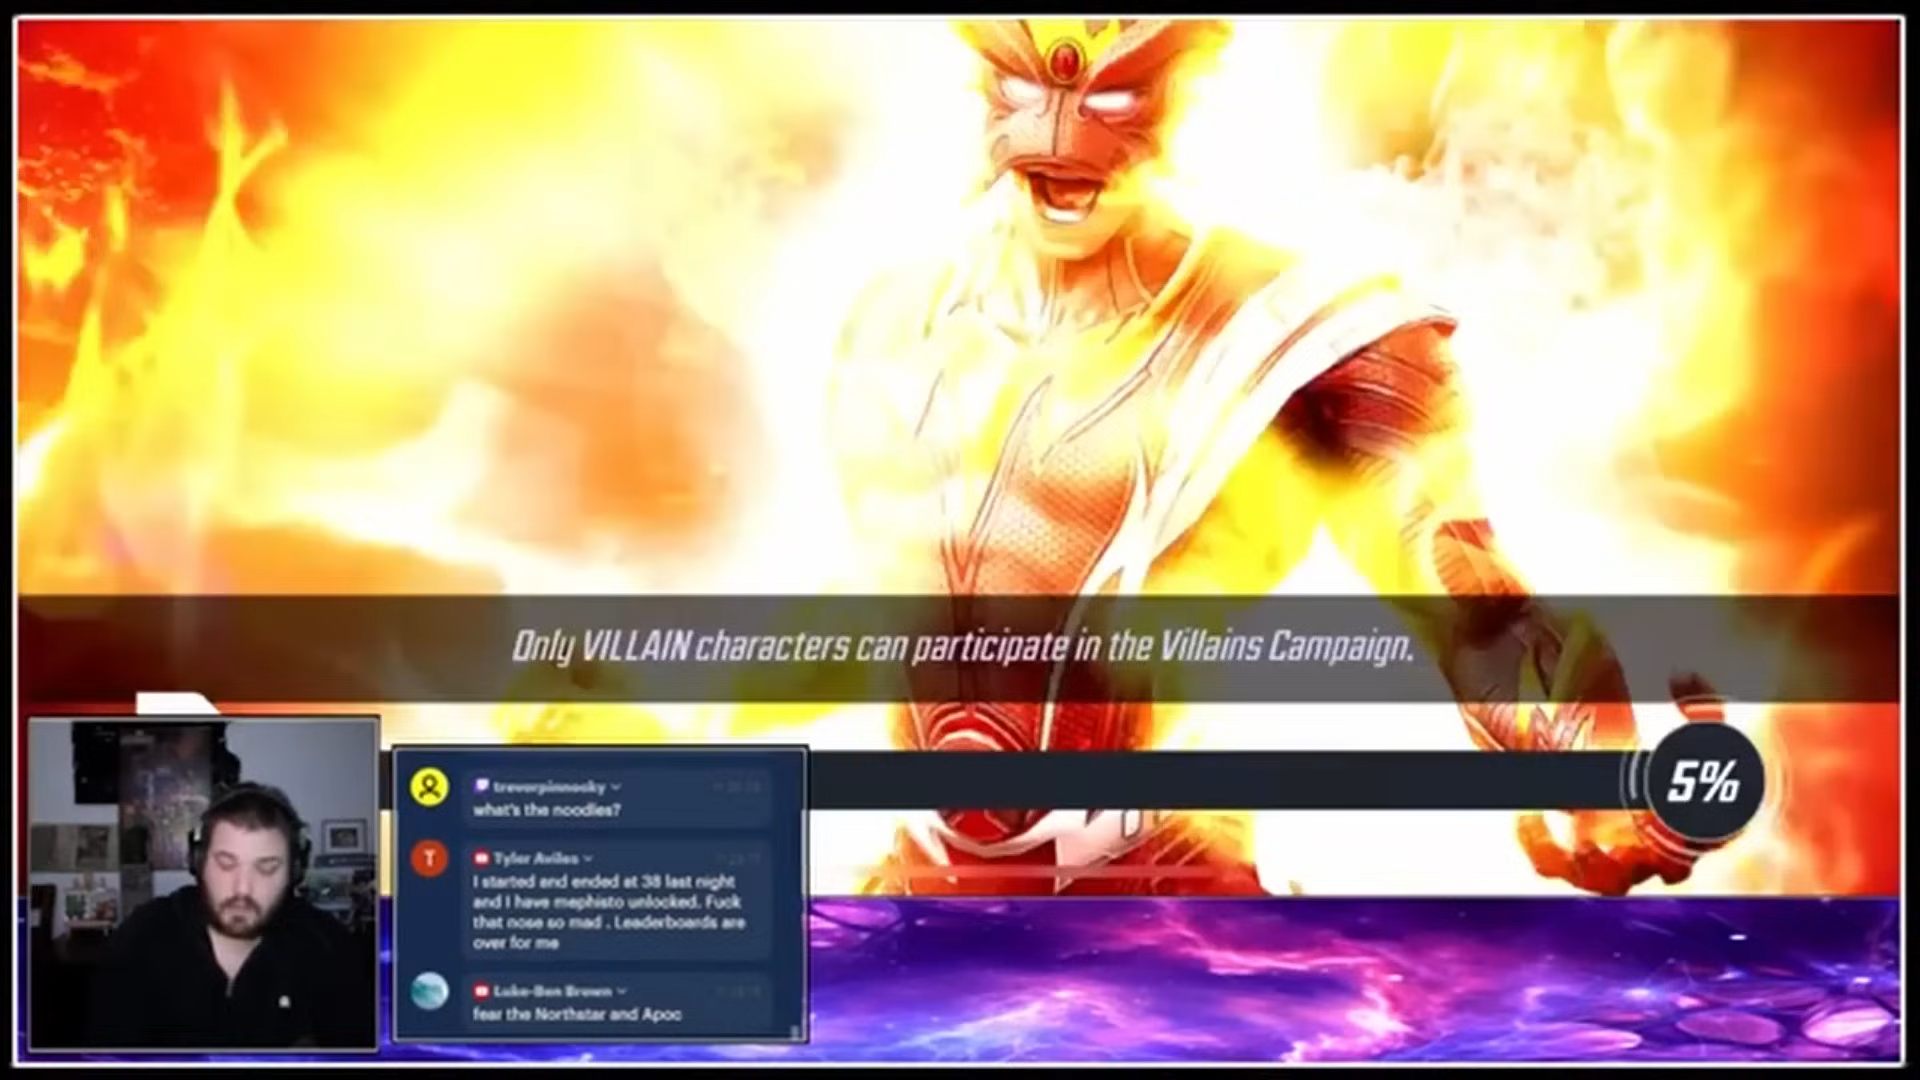 Only VILLAIN characters can participate in the Villains Campaign.
5%
trevorpinnocky
what's the noodles?
T
Tyler Aviles
I started and ended at 38 last night
and I have mephisto unlocked. Fuck
that nose so mad . Leaderboards are
over for me
Luke-Ben Brown
fear the Northstar and Apoc